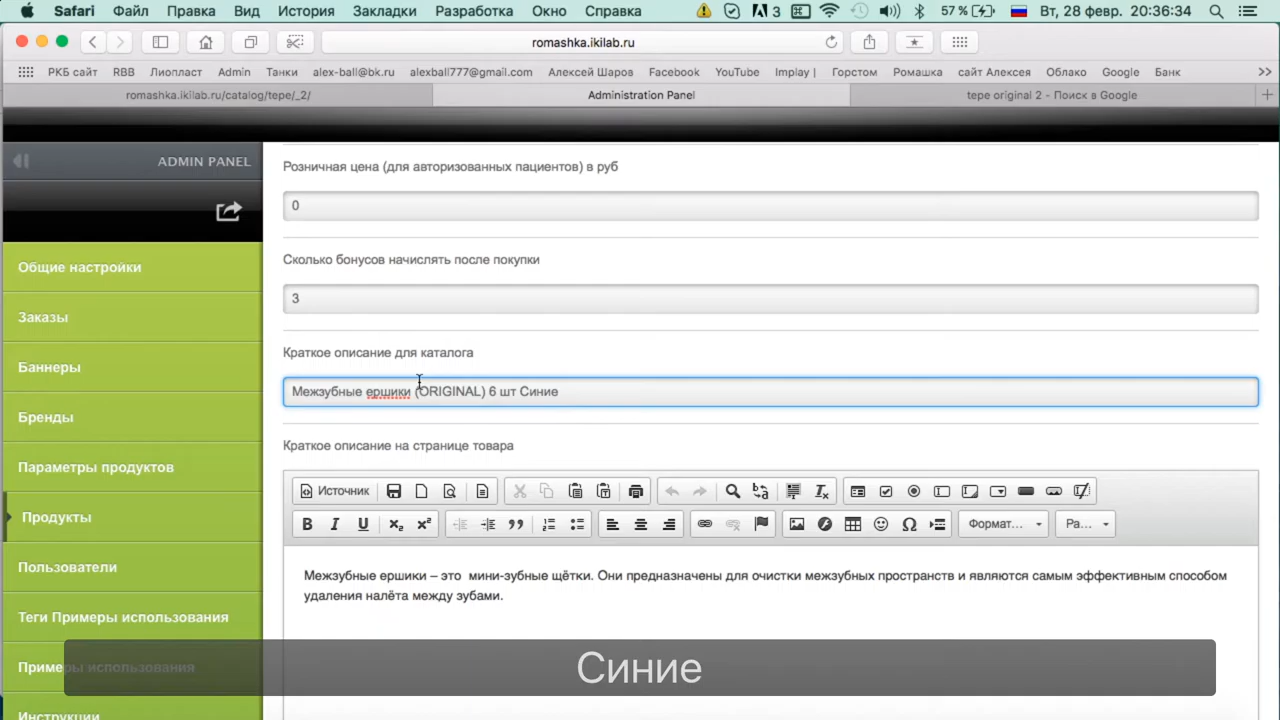 Safari Файл Правка Вид История Закладки Разработка Окно Справка 3 57 % Вт, 28 февр. 20:36:34
romashka.ikilab.ru
РКБ сайт RBB Лиопласт Admin Танки alex-ball@bk.ru alexball777@gmail.com Алексей Шаров Facebook YouTube Implay | Горстом Ромашка сайт Алексея Облако Google Банк
romashka.ikilab.ru/catalog/tepe/_2/ Administration Panel tepe original 2 - Поиск в Google
ADMIN PANEL
Общие настройки
Заказы
Баннеры
Бренды
Параметры продуктов
Продукты
Пользователи
Теги Примеры использования
Примеры использования
Инструкции
Розничная цена (для авторизованных пациентов) в руб
0
Сколько бонусов начислять после покупки
3
Краткое описание для каталога
Межзубные ершики (ORIGINAL) 6 шт Синие
Краткое описание на странице товара
Источник
B I U x₂ x² Формат... Ра...
Межзубные ершики – это мини-зубные щётки. Они предназначены для очистки межзубных пространств и являются самым эффективным способом
удаления налёта между зубами.
Синие